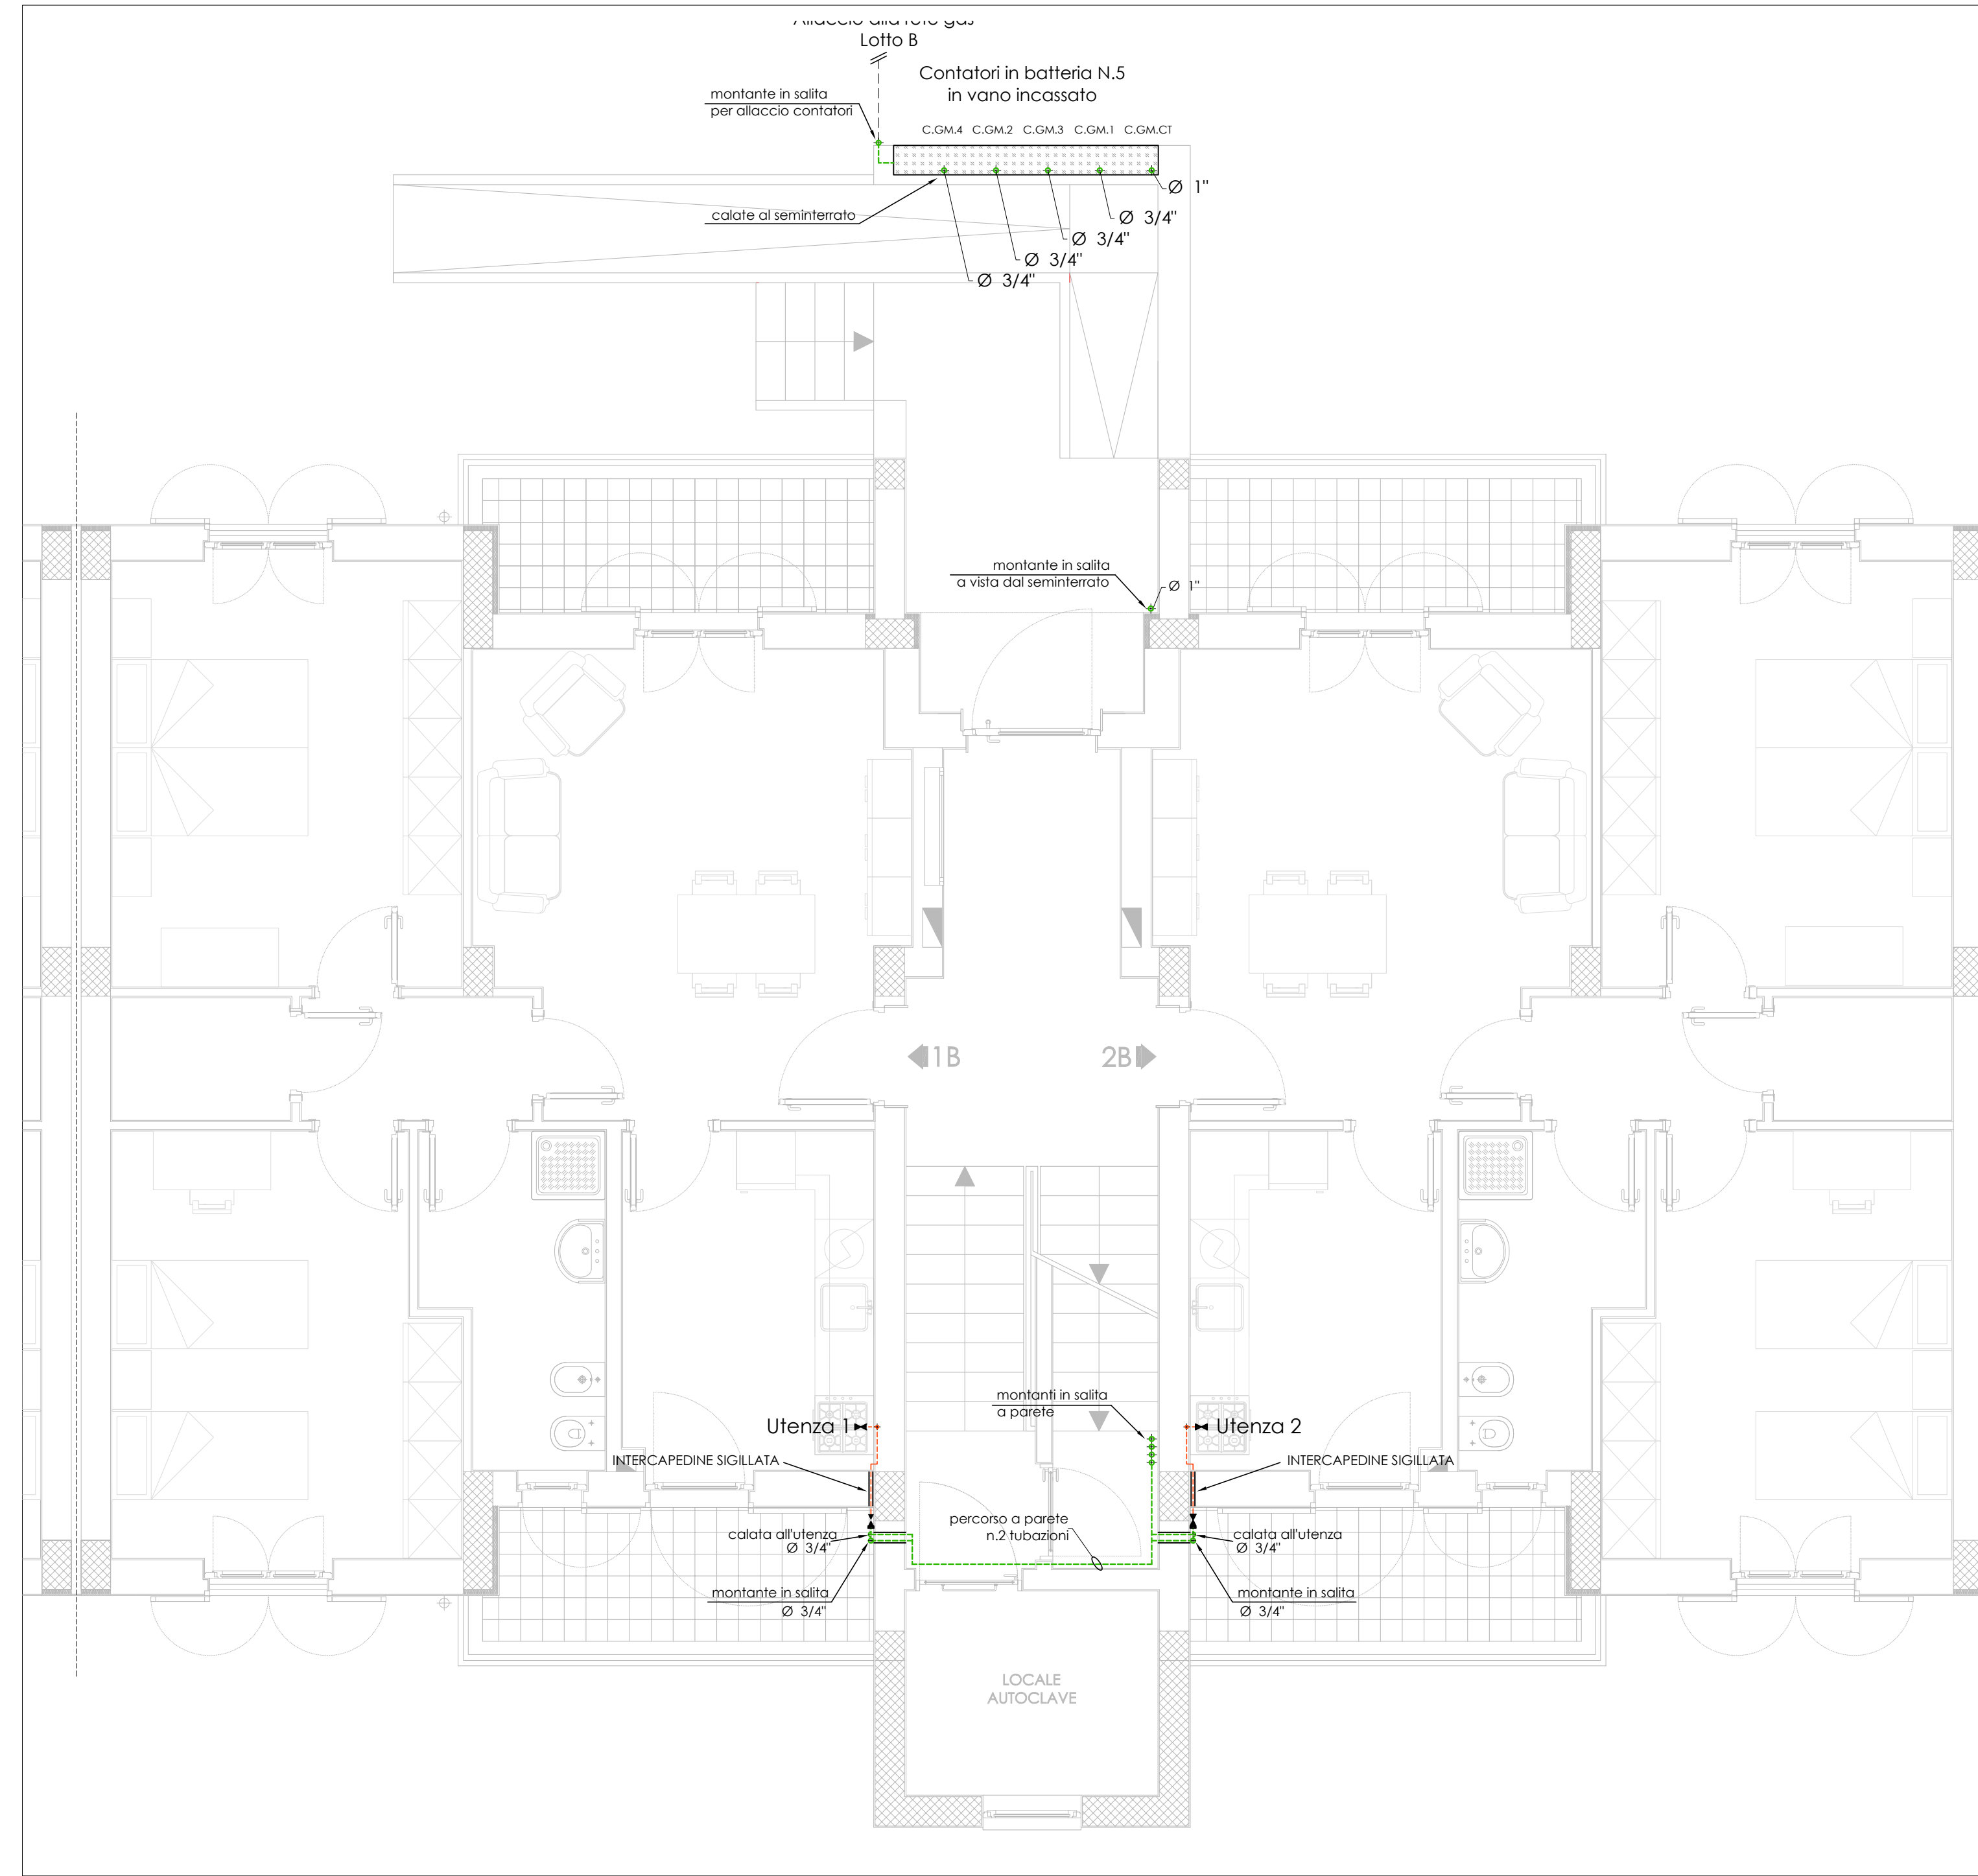 Allaccio alla rete gas
Lotto B
Contatori in batteria N.5
in vano incassato
montante in salita
per allaccio contatori
C.GM.4 C.GM.2 C.GM.3 C.GM.1 C.GM.CT
Ø 1"
calate al seminterrato
Ø 3/4"
Ø 3/4"
Ø 3/4"
Ø 3/4"
montante in salita
a vista dal seminterrato
Ø 1"
1B
2B
montanti in salita
a parete
Utenza 1
Utenza 2
INTERCAPEDINE SIGILLATA
INTERCAPEDINE SIGILLATA
percorso a parete
n.2 tubazioni
calata all'utenza
Ø 3/4"
calata all'utenza
Ø 3/4"
montante in salita
Ø 3/4"
montante in salita
Ø 3/4"
LOCALE
AUTOCLAVE